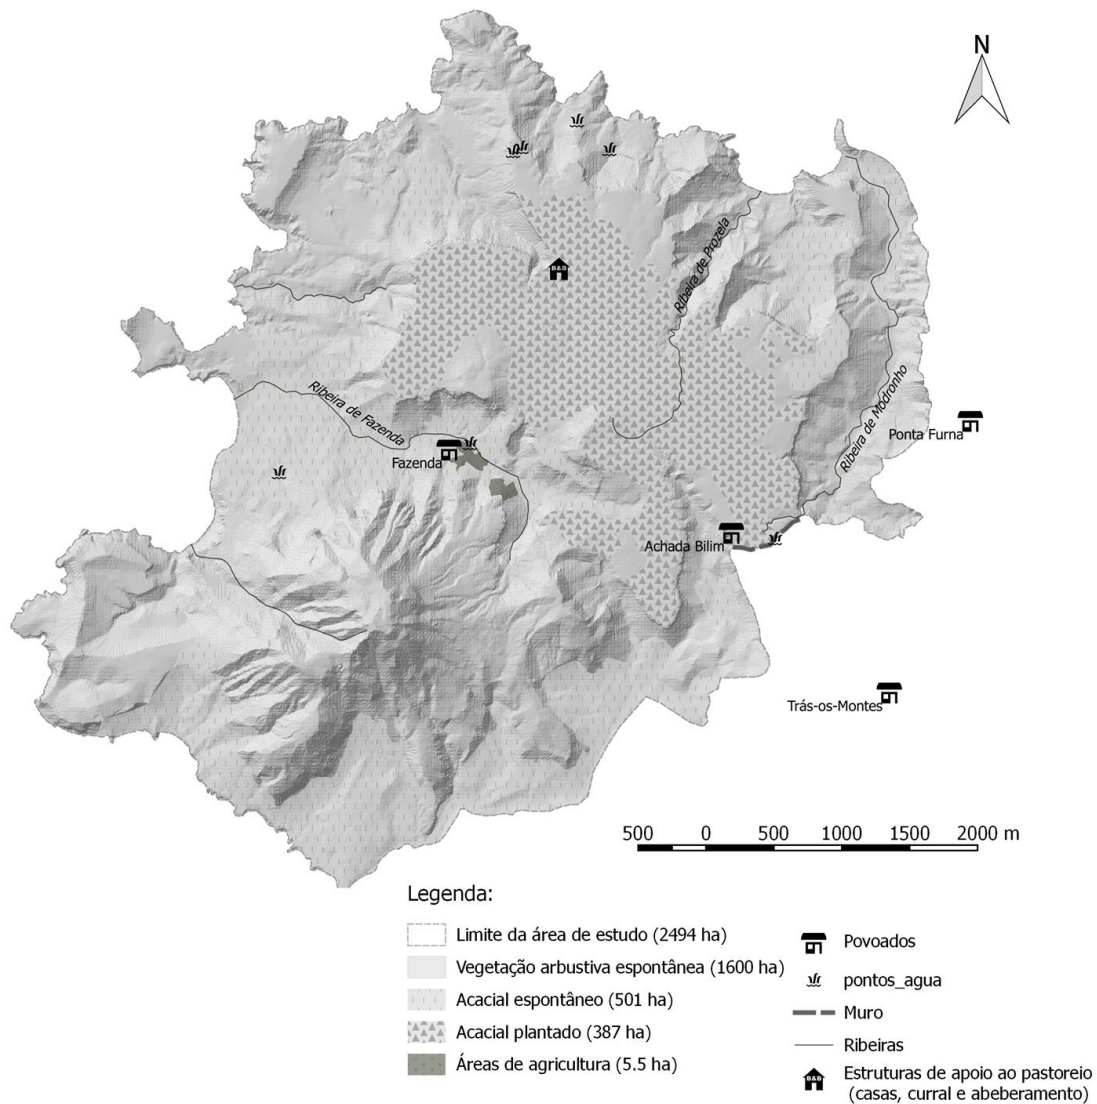 N
Ribeira de Prozela
Ribeira de Fazenda
Ribeira de Modronho
Ponta Furna
Fazenda
Achada Bilim
Trás-os-Montes
500 0 500 1000 1500 2000 m
Legenda:
Limite da área de estudo (2494 ha)
Vegetação arbustiva espontânea (1600 ha)
Acacial espontâneo (501 ha)
Acacial plantado (387 ha)
Áreas de agricultura (5.5 ha)
Povoados
pontos_agua
Muro
Ribeiras
B&B
Estruturas de apoio ao pastoreio
(casas, curral e abeberamento)
B&B